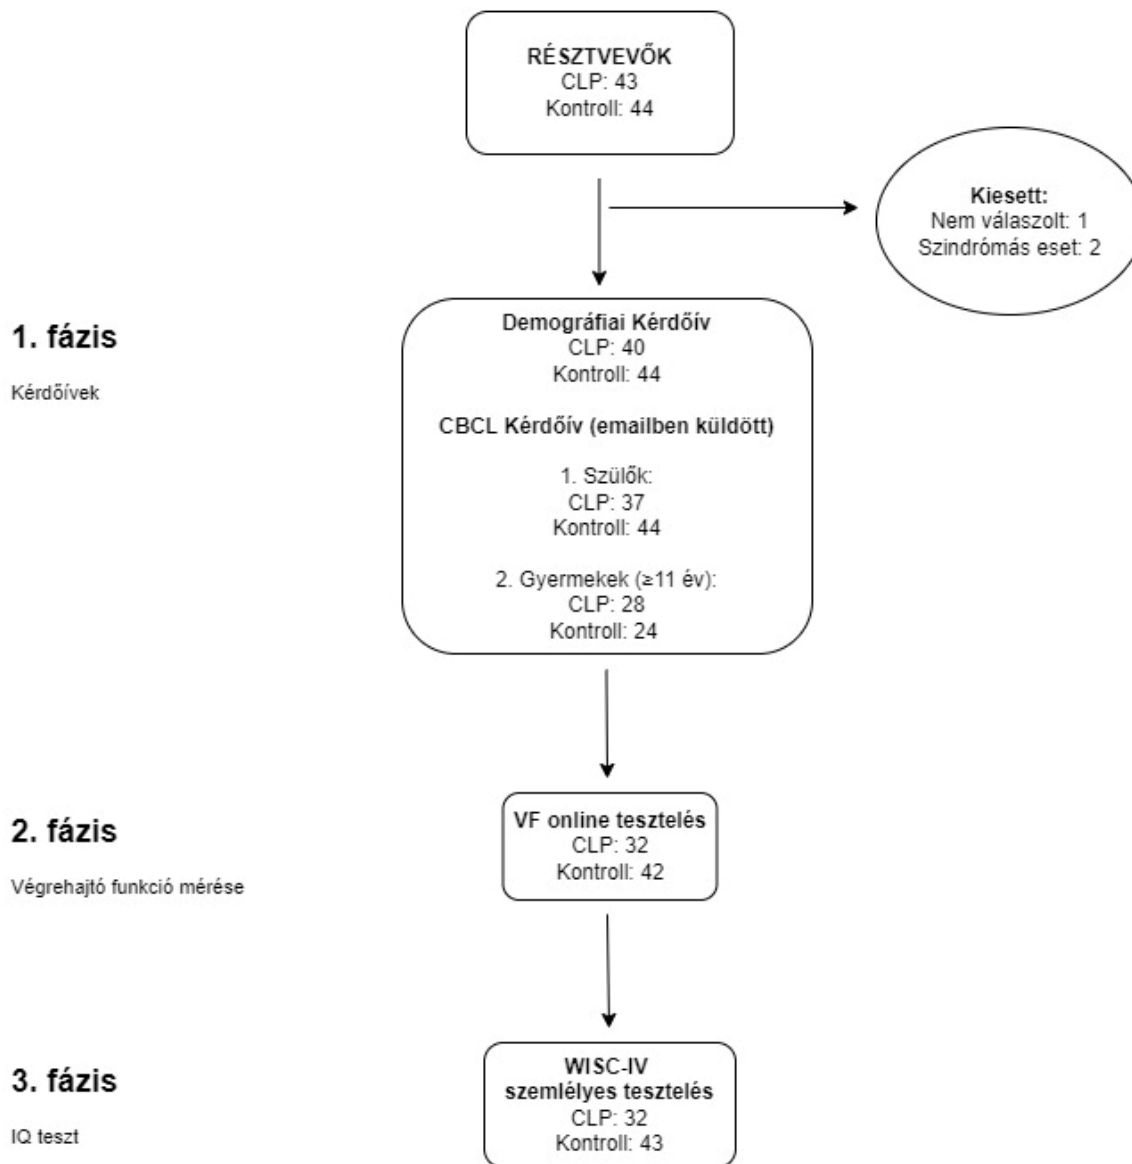 RÉSZTVEVŐK
CLP: 43
Kontroll: 44
Kiesett:
Nem válaszolt: 1
Szindrómás eset: 2
1. fázis
Kérdőívek
Demográfiai Kérdőív
CLP: 40
Kontroll: 44
CBCL Kérdőív (emailben küldött)
1. Szülők:
CLP: 37
Kontroll: 44
2. Gyermekek (≥11 év):
CLP: 28
Kontroll: 24
2. fázis
Végrehajtó funkció mérése
VF online tesztelés
CLP: 32
Kontroll: 42
3. fázis
IQ teszt
WISC-IV
szemlélyes tesztelés
CLP: 32
Kontroll: 43